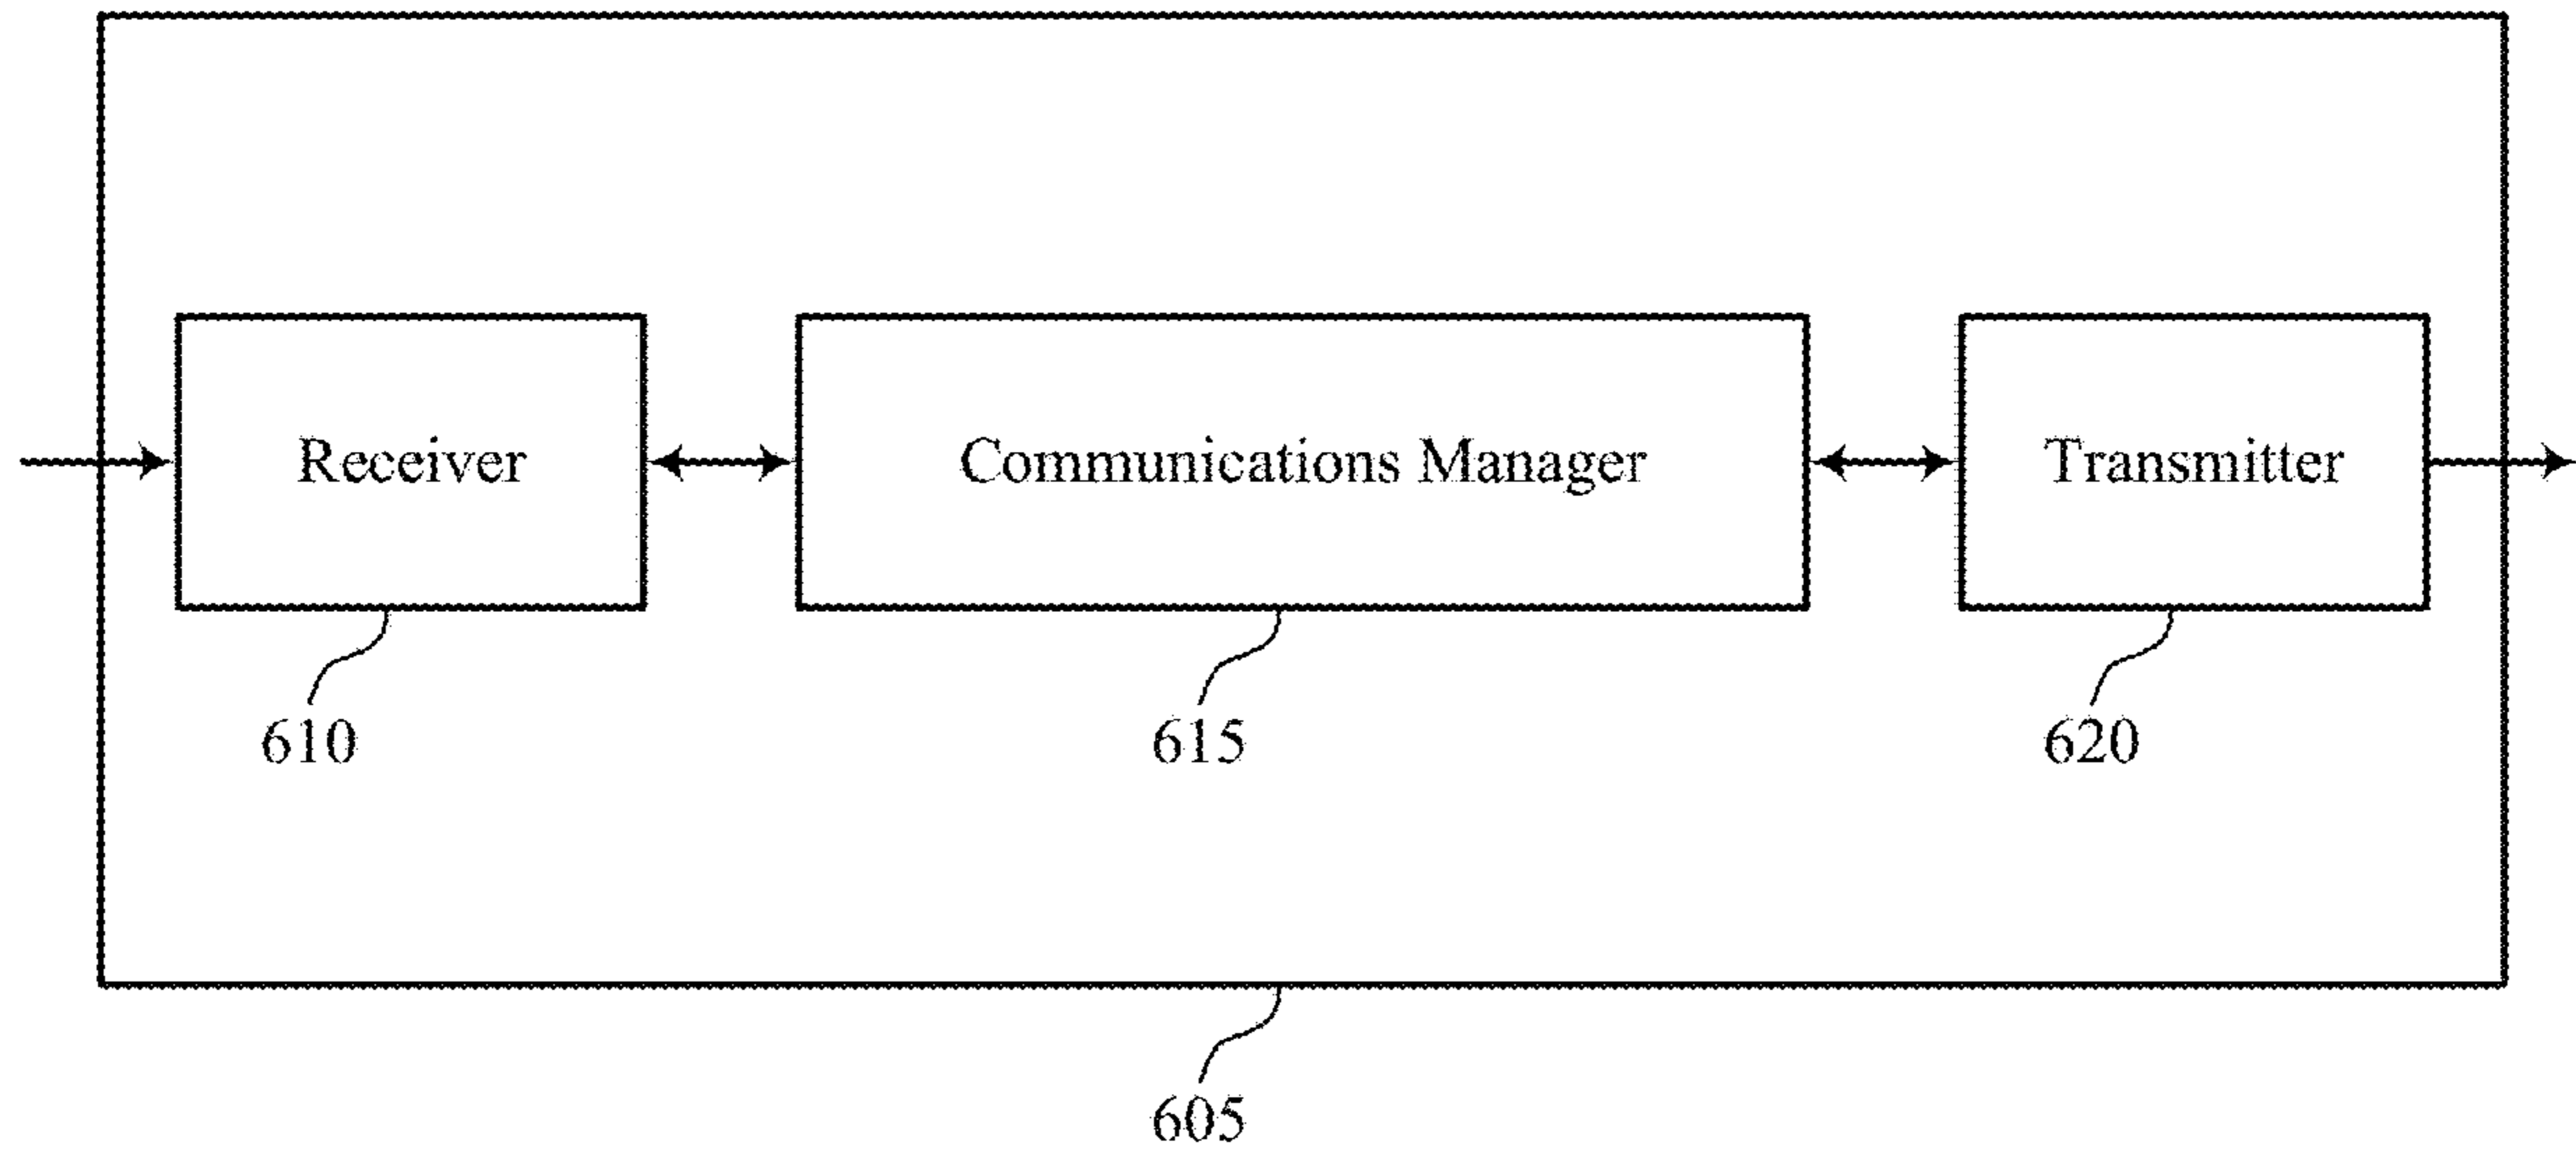 Receiver
Communications Manager
Transmitter
610
615
620
605